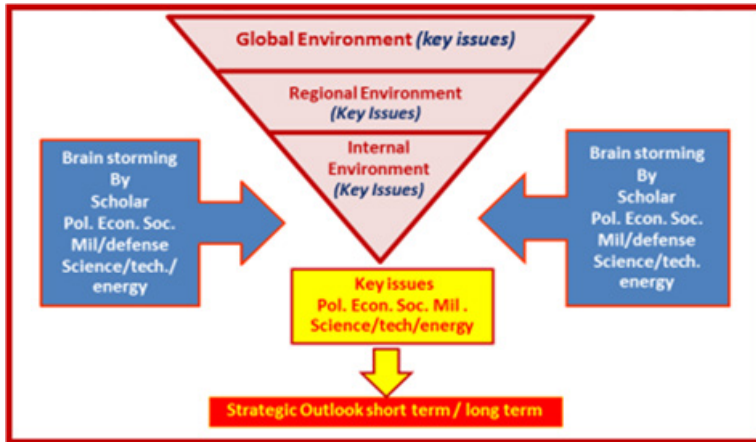 Global Environment (key issues)
Regional Environment
(Key Issues)
Internal
Environment
(Key Issues)
Brain storming
By
Scholar
Pol. Econ. Soc.
Mil/defense
Science/tech./
energy
Brain storming
By
Scholar
Pol. Econ. Soc.
Mil/defense
Science/tech.
energy
Key issues
Pol. Econ. Soc. Mil .
Science/tech/energy
Strategic Outlook short term / long term